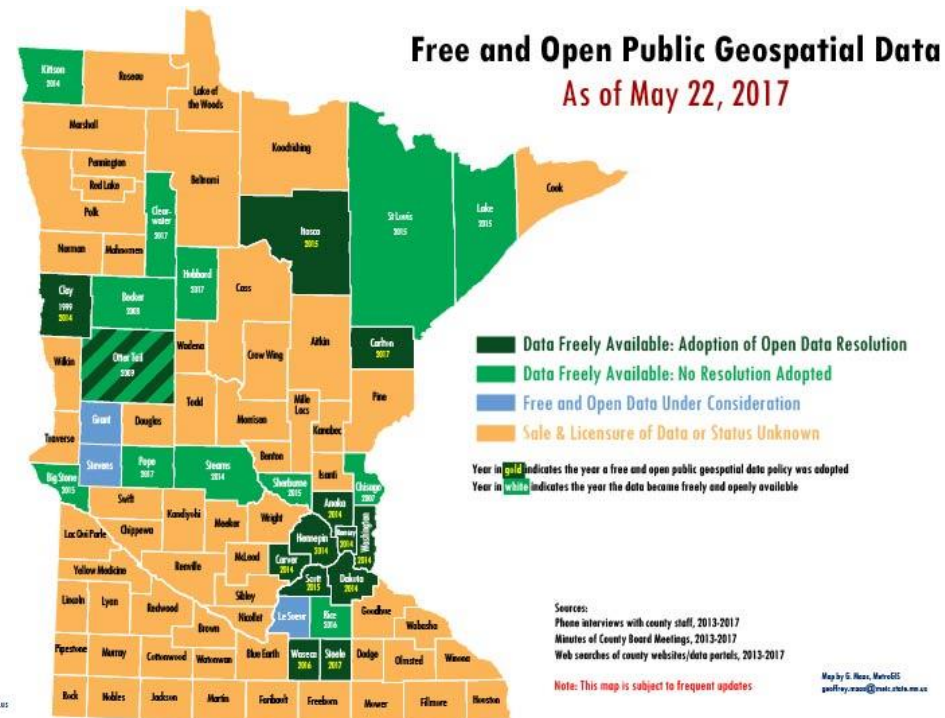 Free and Open Public Geospatial Data
As of May 22, 2017
Kittson
2014
Roseau
Lake of
the Woods
Marshall
Koochiching
Pennington
Red Lake
Beltrami
Polk
Clear-
water
2017
Itasca
2015
St Louis
2015
Lake
2015
Cook
Norman
Mahnomen
Hubbard
2017
Cass
Clay
1999
2014
Becker
Wadena
Crow Wing
Aitkin
Carlton
2017
Wilkin
Otter Tail
2009
Todd
Mille
Lacs
Pine
Grant
Douglas
Morrison
Kanabec
Traverse
Stevens
Pope
2017
Stearns
2014
Benton
Isanti
Big Stone
2015
Sherburne
2015
Chisago
2007
Swift
Kandiyohi
Meeker
Wright
Anoka
2014
Lac Qui Parle
Chippewa
Hennepin
2014
Ramsey
2014
Washington
2014
Yellow Medicine
Renville
McLeod
Carver
2014
Scott
2015
Dakota
2014
Lincoln
Lyon
Redwood
Sibley
Nicollet
Le Sueur
Rice
2016
Goodhue
Wabasha
Brown
Pipestone
Murray
Cottonwood
Watonwan
Blue Earth
Waseca
2016
Steele
2017
Dodge
Olmsted
Winona
Rock
Nobles
Jackson
Martin
Faribault
Freeborn
Mower
Fillmore
Houston
Data Freely Available: Adoption of Open Data Resolution
Data Freely Available: No Resolution Adopted
Free and Open Data Under Consideration
Sale & Licensure of Data or Status Unknown
Year in gold indicates the year a free and open public geospatial data policy was adopted
Year in white indicates the year the data became freely and openly available
Sources:
Phone interviews with county staff, 2013-2017
Minutes of County Board Meetings, 2013-2017
Web searches of county websites/data portals, 2013-2017
Note: This map is subject to frequent updates
Map by G. Maas, MetroGIS
geoffrey.maas@metc.state.mn.us
.us